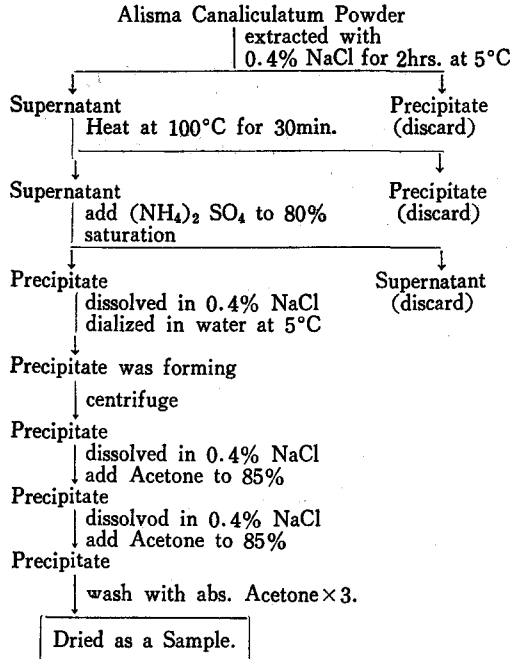 Alisma Canaliculatum Powder
extracted with
0.4% NaCl for 2hrs. at 5°C
Supernatant
Precipitate
(discard)
Heat at 100°C for 30min.
Supernatant
Precipitate
(discard)
add (NH₄)₂ SO₄ to 80%
saturation
Precipitate
Supernatant
(discard)
dissolved in 0.4% NaCl
dialized in water at 5°C
Precipitate was forming
centrifuge
Precipitate
dissolved in 0.4% NaCl
add Acetone to 85%
Precipitate
dissolvod in 0.4% NaCl
add Acetone to 85%
Precipitate
wash with abs. Acetone×3.
Dried as a Sample.